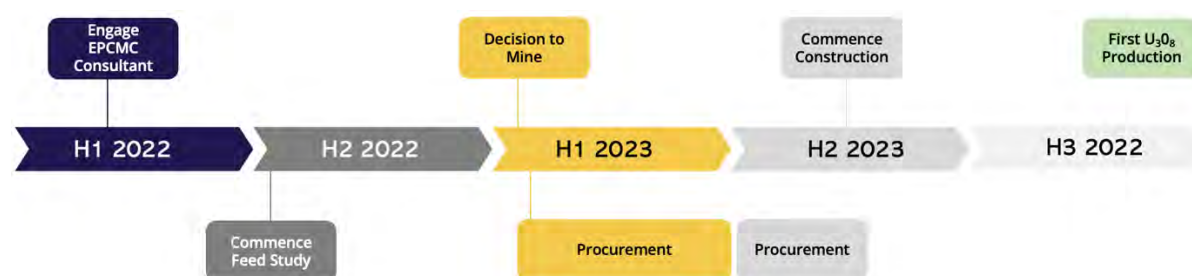 Engage
EPCMC
Consultant
Decision to
Mine
Commence
Construction
First U₃0₈
Production
H1 2022
H2 2022
H1 2023
H2 2023
H3 2022
Commence
Feed Study
Procurement
Procurement